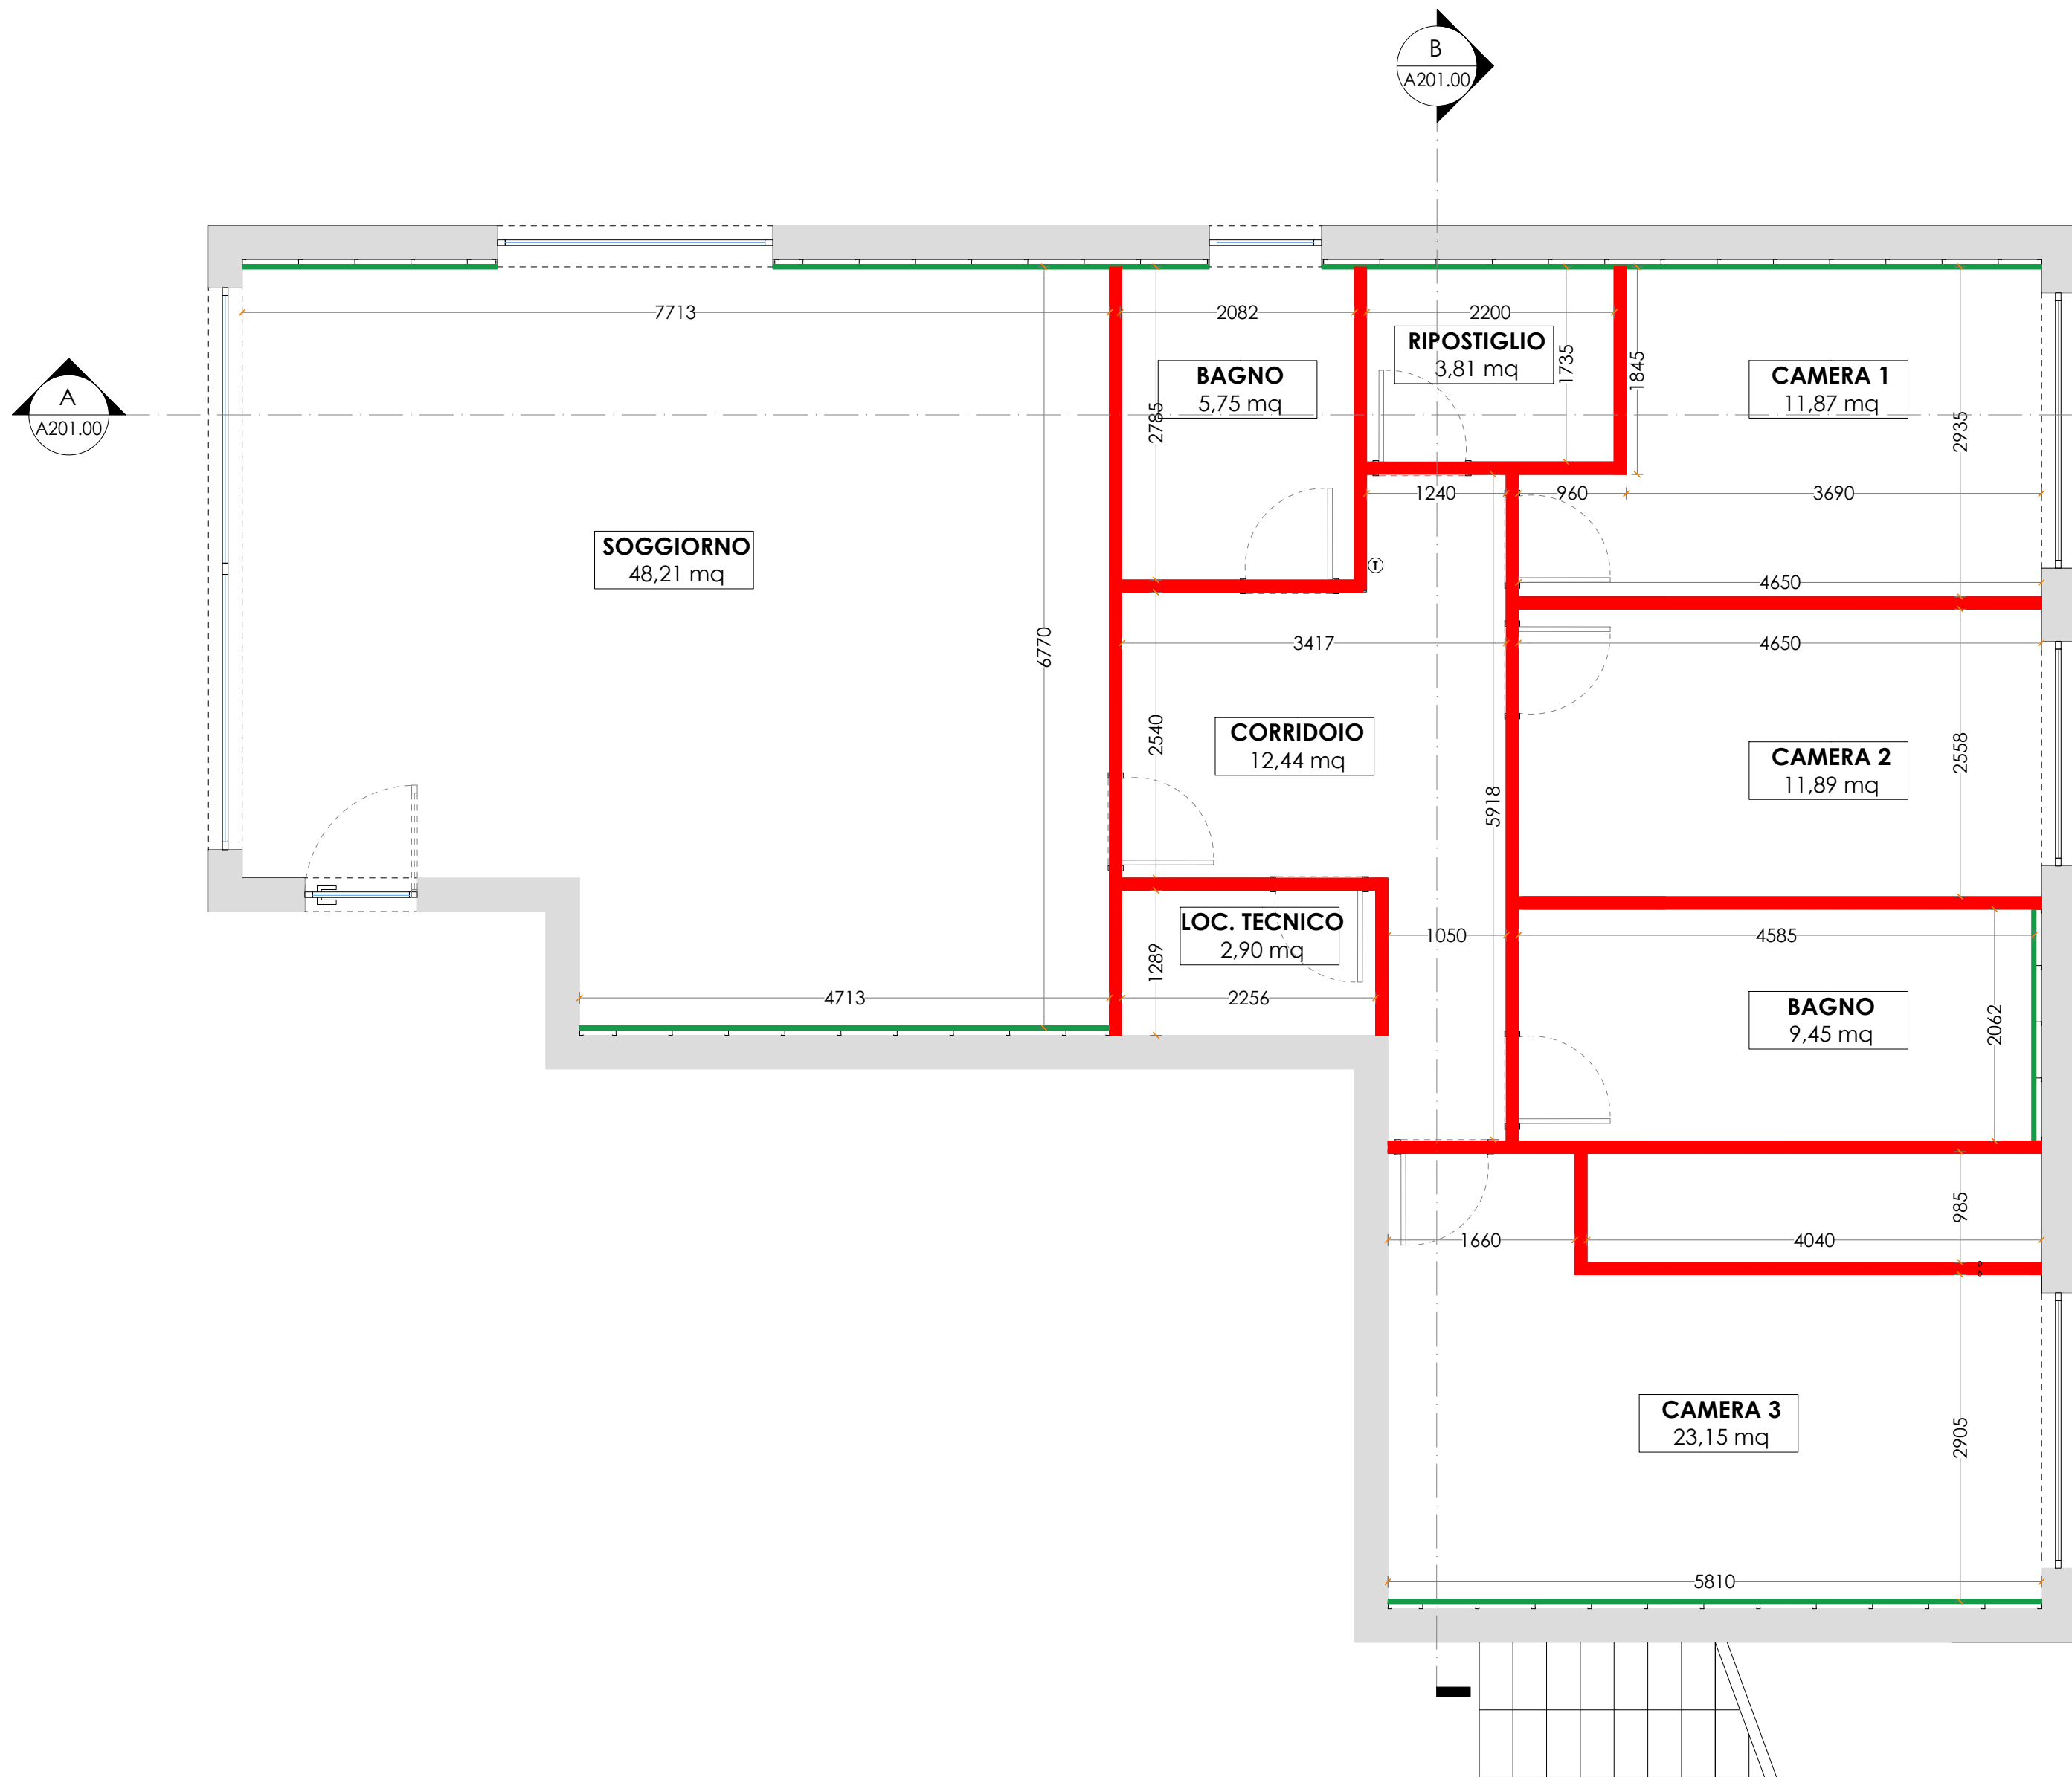 B
A201.00
7713
2082
2200
RIPOSTIGLIO
3,81 mq
1735
1845
BAGNO
5,75 mq
CAMERA 1
11,87 mq
A
A201.00
2785
2935
1240
960
3690
SOGGIORNO
48,21 mq
T
4650
6770
3417
4650
2540
CORRIDOIO
12,44 mq
CAMERA 2
11,89 mq
2558
5918
LOC. TECNICO
2,90 mq
1289
1050
4585
4713
2256
BAGNO
9,45 mq
2062
985
1660
4040
CAMERA 3
23,15 mq
2905
5810